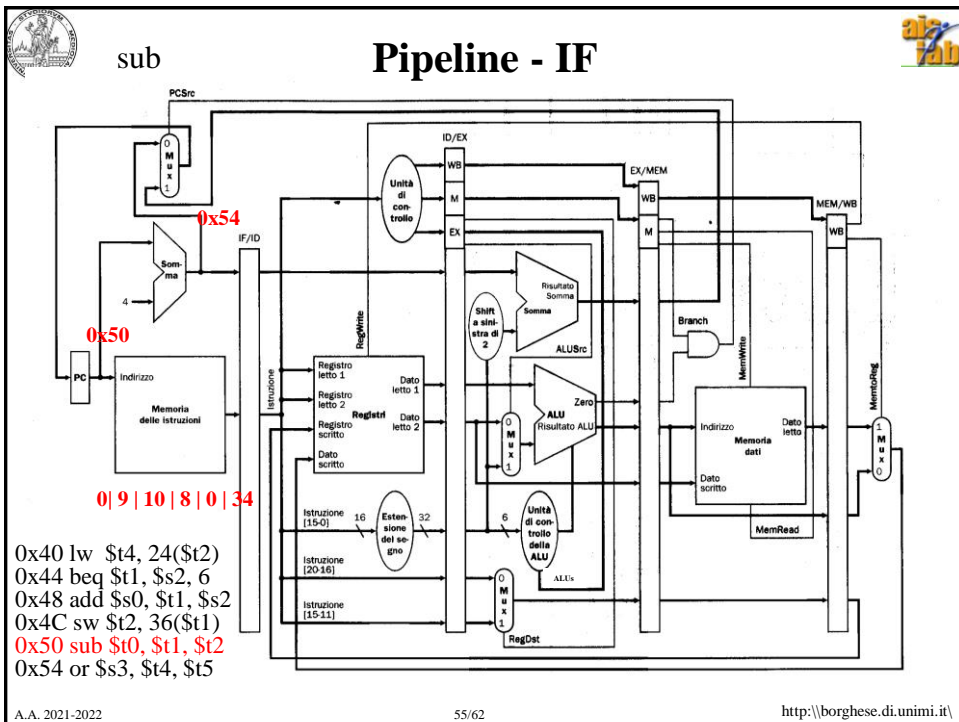 sub
Pipeline - IF
PCSrc
0
M
u
x
1
0x54
IF/ID
Som-
ma
4
0x50
PC
Indirizzo
Memoria
delle istruzioni
0| 9 | 10 | 8 | 0 | 34
Istruzione
RegWrite
Registro
letto 1
Registro
letto 2
Registro
scritto
Dato
scritto
Registri
Dato
letto 1
Dato
letto 2
Unità
di
con-
trollo
ID/EX
WB
M
EX
Istruzione
[15-0]
16
Esten-
sione
del se-
gno
32
Istruzione
[20-16]
Istruzione
[15-11]
Shift
a sini-
stra di
2
Risultato
Somma
Somma
ALUSrc
0
M
u
x
1
ALU
Zero
Risultato ALU
6
Unità
di con-
trollo
della
ALU
ALUs
0
M
u
x
1
RegDst
EX/MEM
WB
M
Branch
MemWrite
Indirizzo
Dato
letto
Memoria
dati
Dato
scritto
MemRead
MEM/WB
WB
MemtoReg
1
M
u
x
0
0x40 lw $t4, 24($t2)
0x44 beq $t1, $s2, 6
0x48 add $s0, $t1, $s2
0x4C sw $t2, 36($t1)
0x50 sub $t0, $t1, $t2
0x54 or $s3, $t4, $t5
A.A. 2021-2022
55/62
http:\\borghese.di.unimi.it\